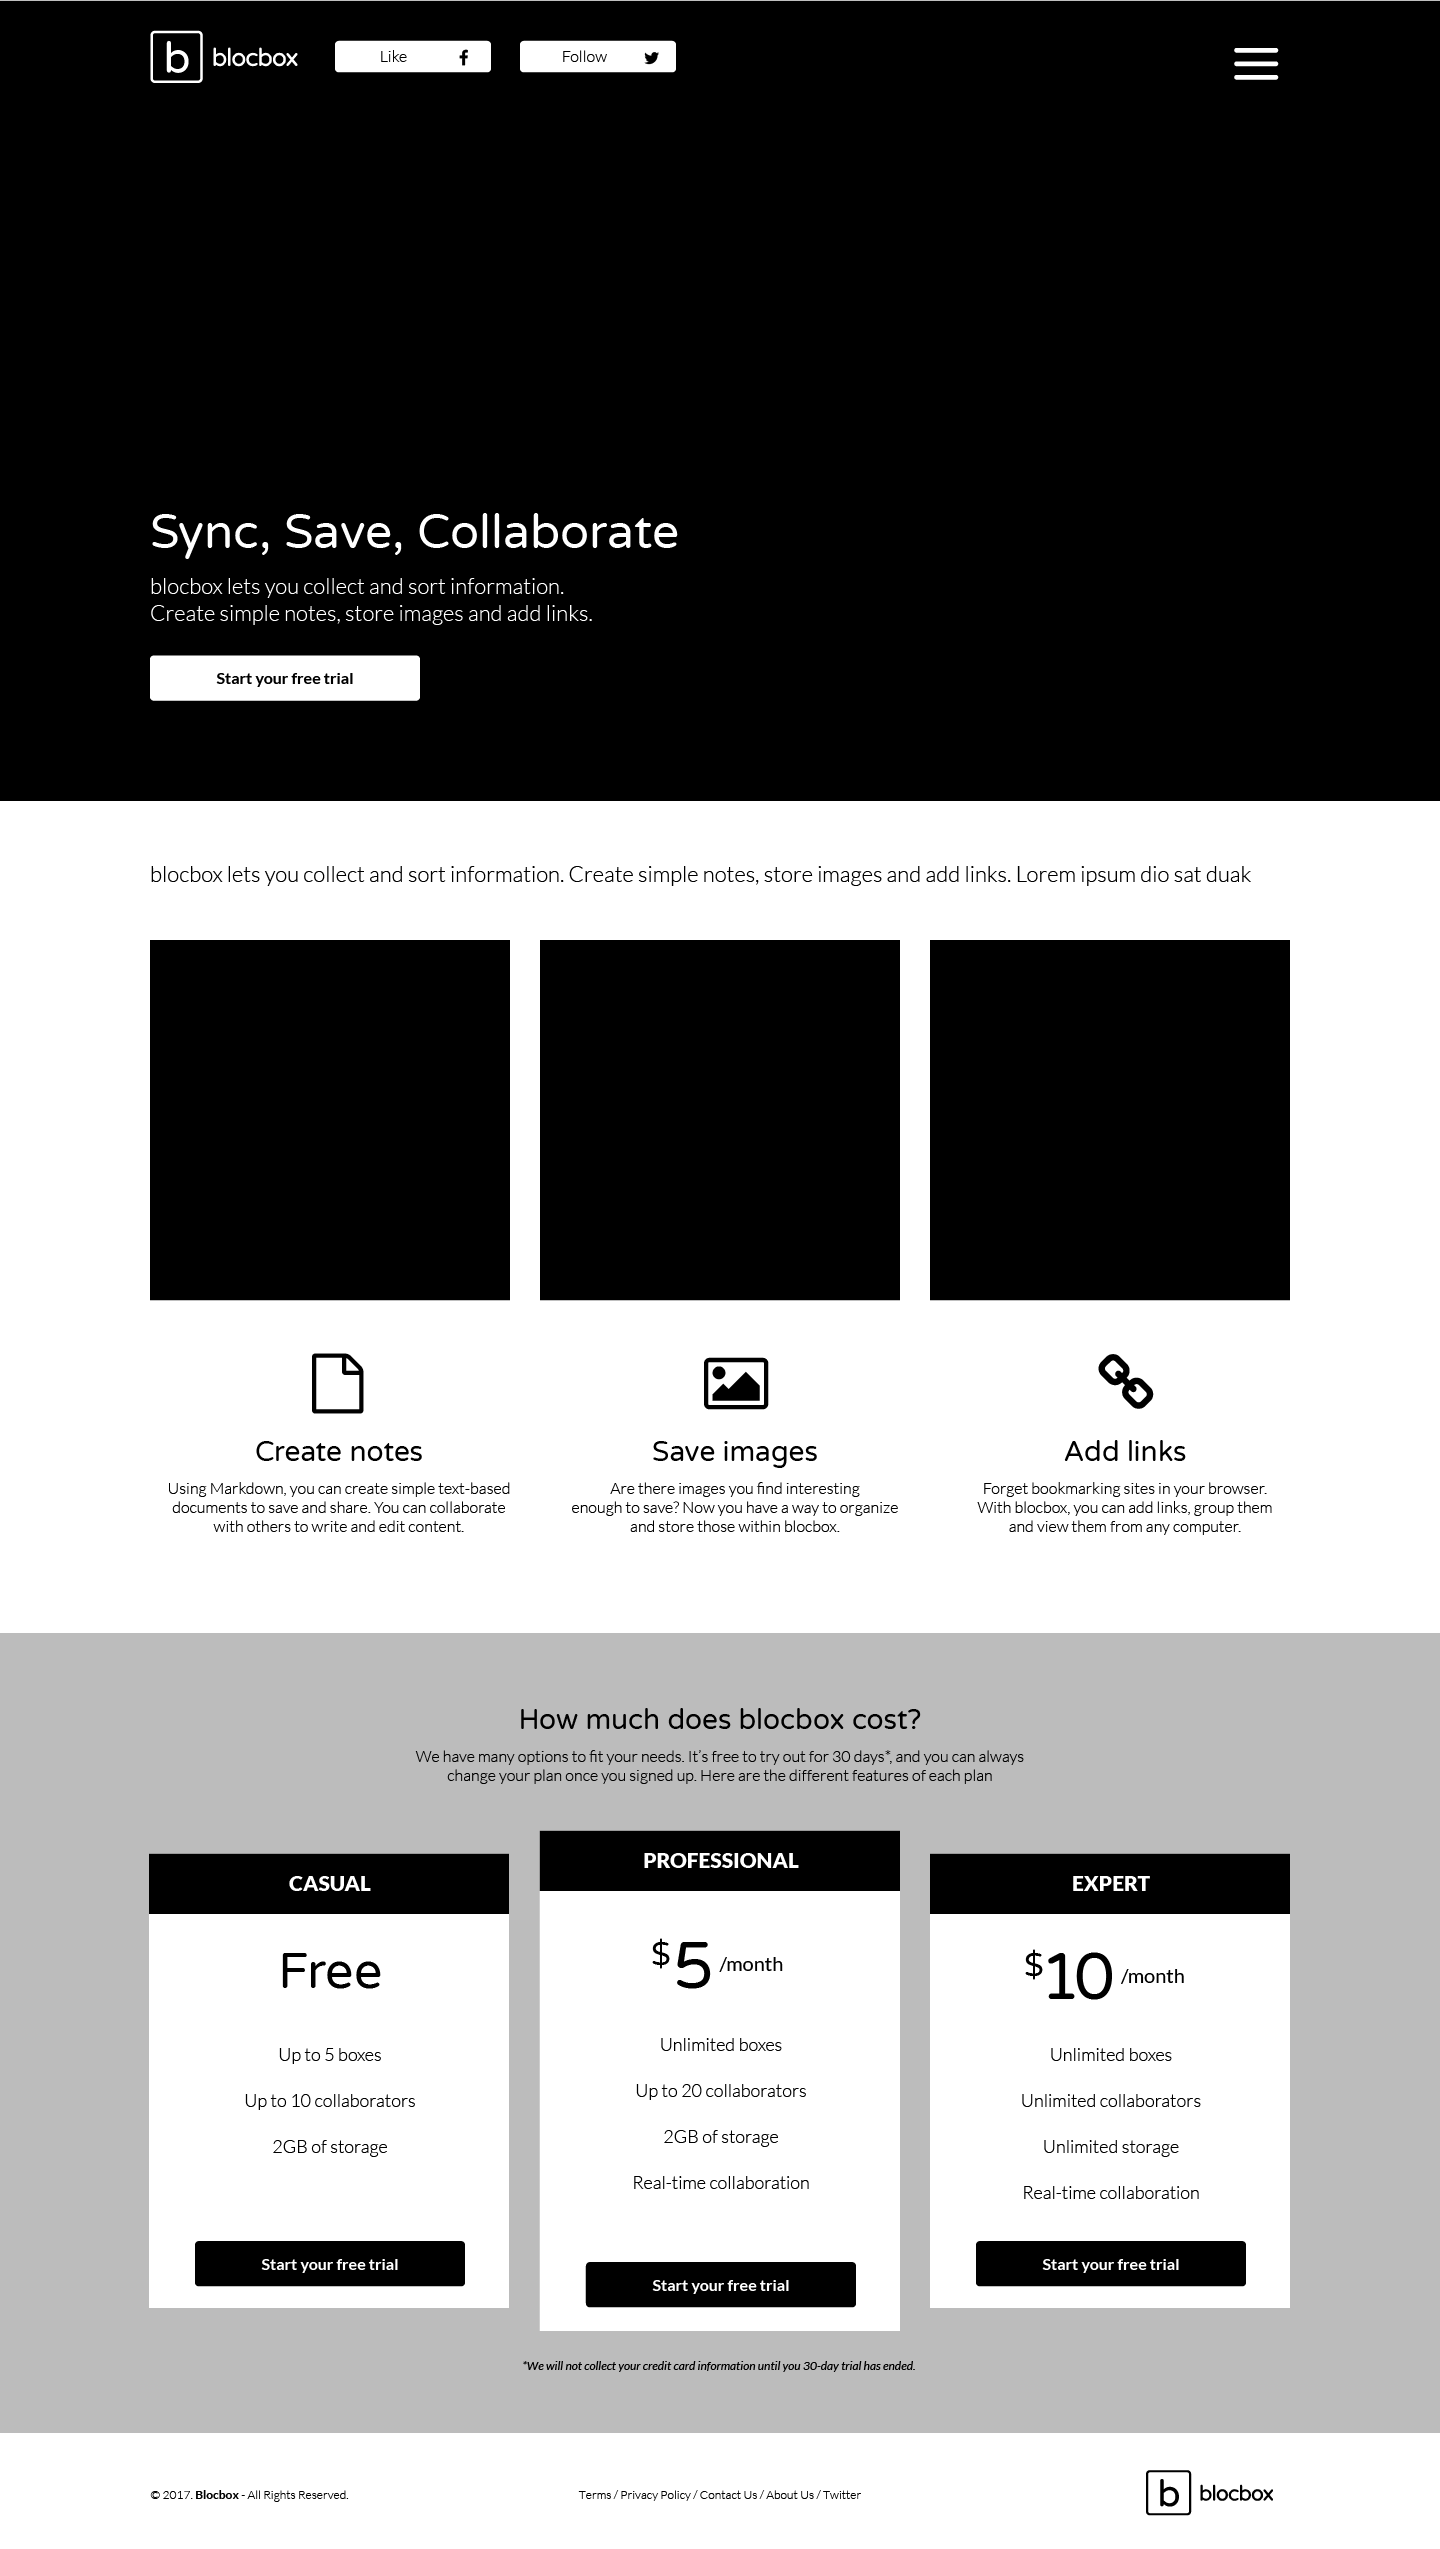 b blocbox
Like
Follow
Sync, Save, Collaborate
blocbox lets you collect and sort information.
Create simple notes, store images and add links.
Start your free trial
blocbox lets you collect and sort information. Create simple notes, store images and add links. Lorem ipsum dio sat duak
Create notes
Using Markdown, you can create simple text-based
documents to save and share. You can collaborate
with others to write and edit content.
Save images
Are there images you find interesting
enough to save? Now you have a way to organize
and store those within blocbox.
Add links
Forget bookmarking sites in your browser.
With blocbox, you can add links, group them
and view them from any computer.
How much does blocbox cost?
We have many options to fit your needs. It’s free to try out for 30 days*, and you can always
change your plan once you signed up. Here are the different features of each plan
CASUAL
Free
Up to 5 boxes
Up to 10 collaborators
2GB of storage
Start your free trial
PROFESSIONAL
$5 /month
Unlimited boxes
Up to 20 collaborators
2GB of storage
Real-time collaboration
Start your free trial
EXPERT
$10 /month
Unlimited boxes
Unlimited collaborators
Unlimited storage
Real-time collaboration
Start your free trial
*We will not collect your credit card information until you 30-day trial has ended.
© 2017. Blocbox - All Rights Reserved.
Terms / Privacy Policy / Contact Us / About Us / Twitter
b blocbox